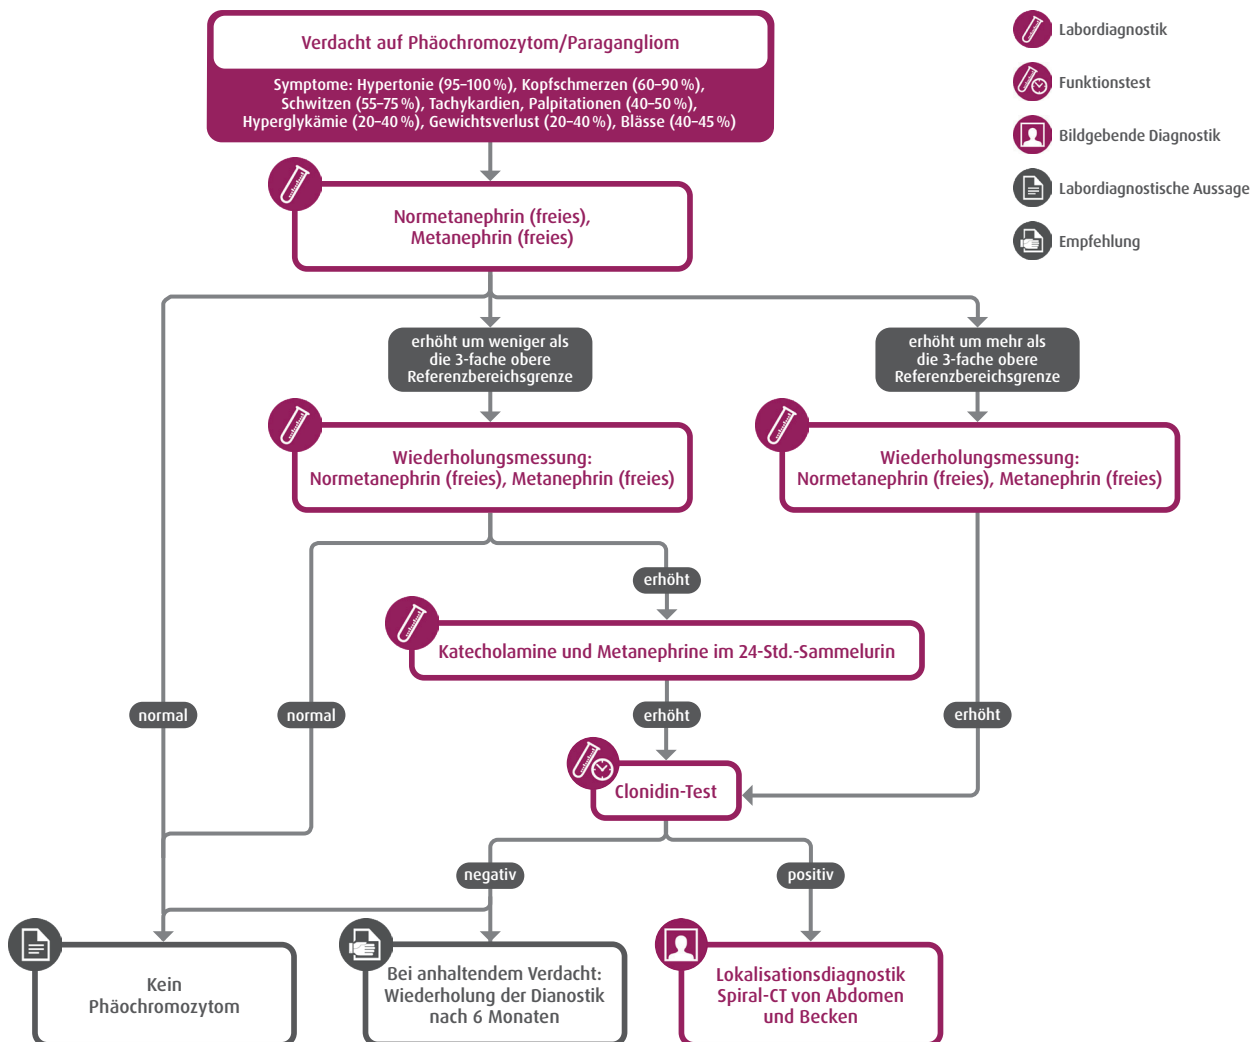 Verdacht auf Phäochromozytom/Paragangliom
Symptome: Hypertonie (95–100 %), Kopfschmerzen (60–90 %),
Schwitzen (55–75 %), Tachykardien, Palpitationen (40–50 %),
Hyperglykämie (20–40 %), Gewichtsverlust (20–40 %), Blässe (40–45 %)
Labordiagnostik
Funktionstest
Bildgebende Diagnostik
Labordiagnostische Aussage
Empfehlung
Normetanephrin (freies),
Metanephrin (freies)
erhöht um weniger als
die 3-fache obere
Referenzbereichsgrenze
erhöht um mehr als
die 3-fache obere
Referenzbereichsgrenze
Wiederholungsmessung:
Normetanephrin (freies), Metanephrin (freies)
Wiederholungsmessung:
Normetanephrin (freies), Metanephrin (freies)
erhöht
Katecholamine und Metanephrine im 24-Std.-Sammelurin
normal
normal
erhöht
erhöht
Clonidin-Test
negativ
positiv
Kein
Phäochromozytom
Bei anhaltendem Verdacht:
Wiederholung der Dianostik
nach 6 Monaten
Lokalisationsdiagnostik
Spiral-CT von Abdomen
und Becken